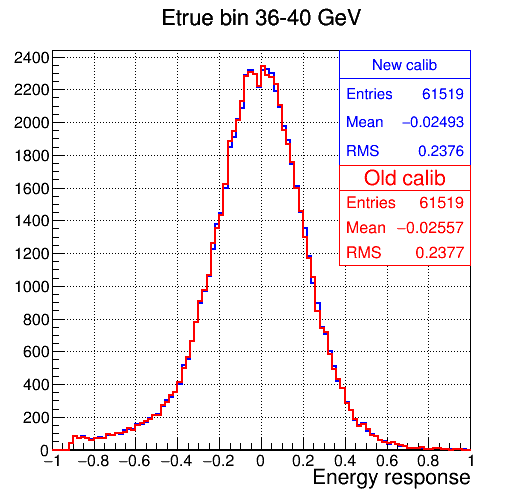 Etrue bin 36-40 GeV
New calib
Entries 61519
Mean −0.02493
RMS 0.2376
Old calib
Entries 61519
Mean −0.02557
RMS 0.2377
2400
2200
2000
1800
1600
1400
1200
1000
800
600
400
200
0
−1 −0.8 −0.6 −0.4 −0.2 0 0.2 0.4 0.6 0.8 1
Energy response